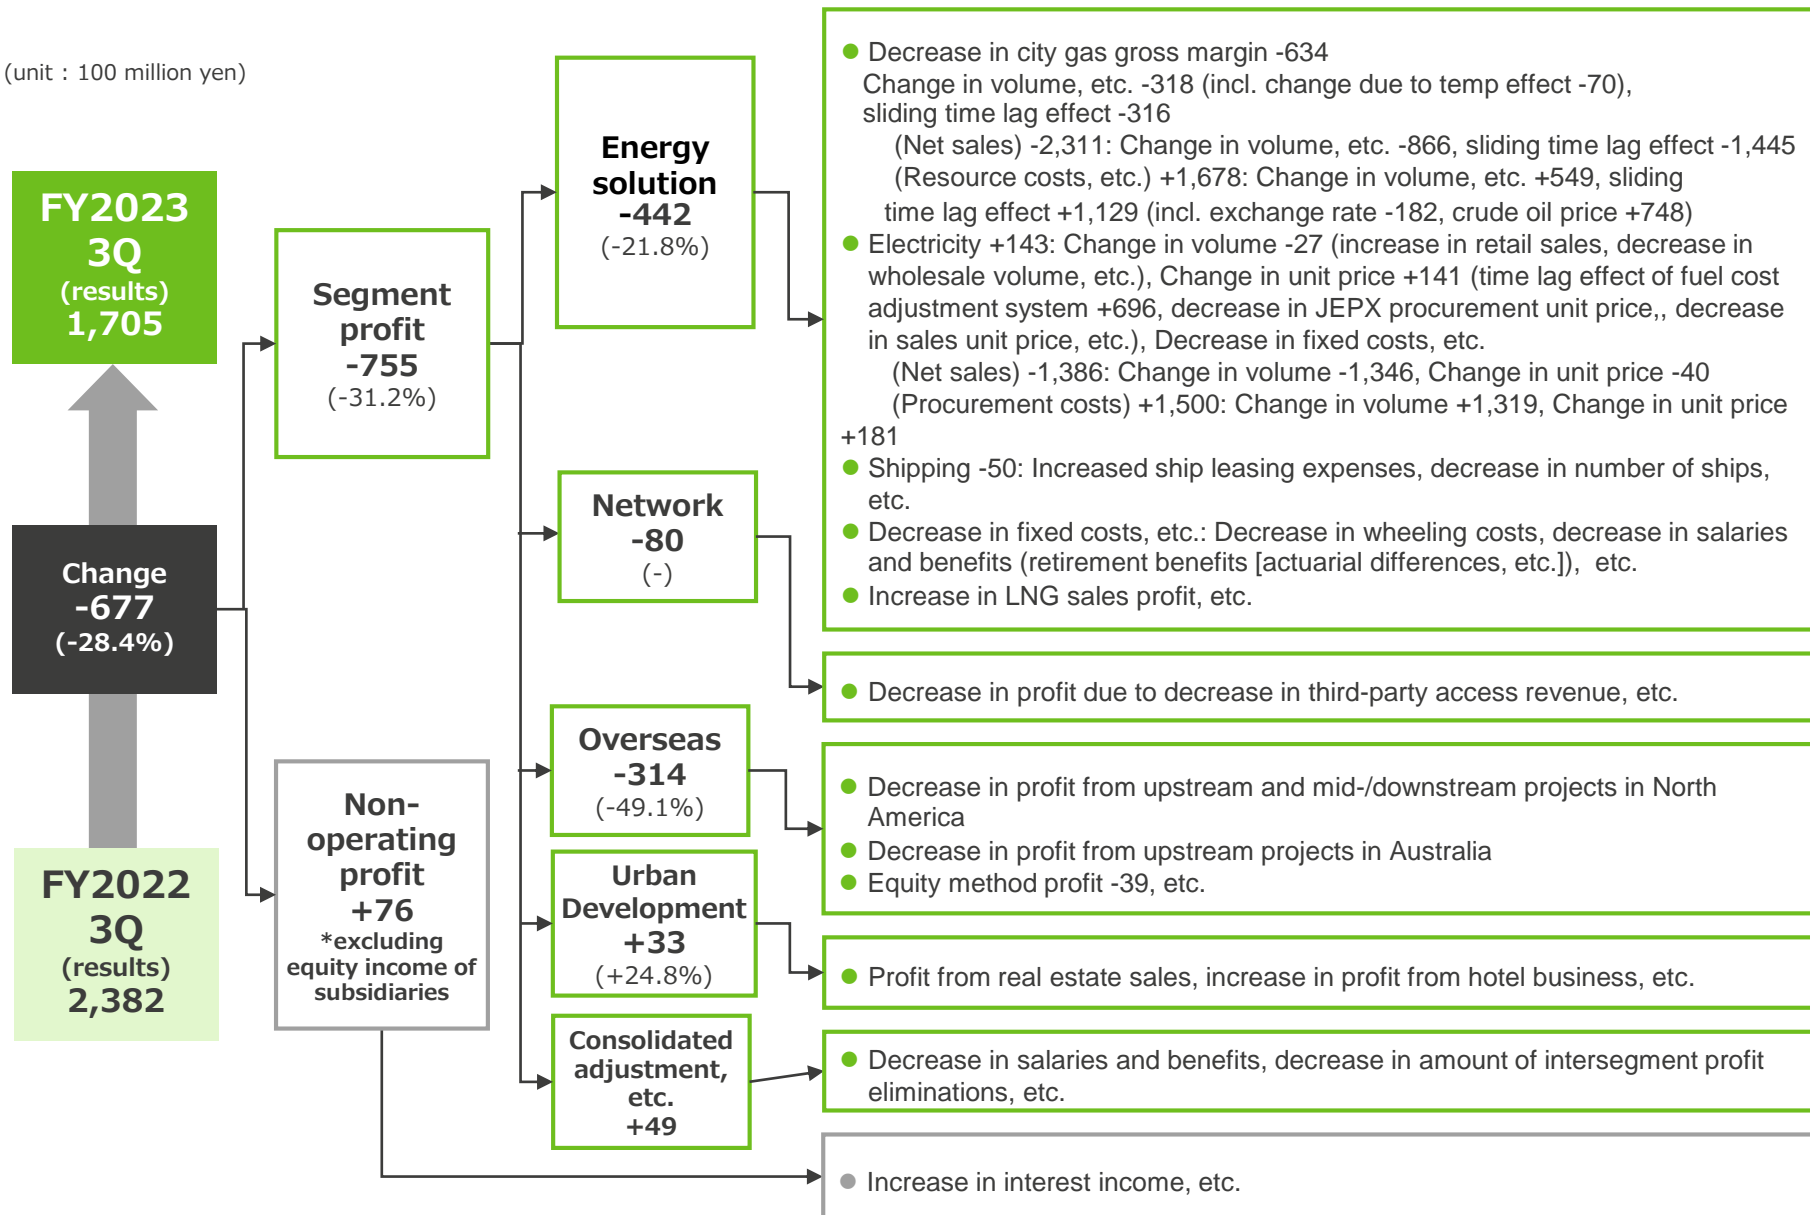 (unit : 100 million yen)
FY2023
3Q
(results)
1,705
Change
-677
(-28.4%)
FY2022
3Q
(results)
2,382
Segment
profit
-755
(-31.2%)
Non-
operating
profit
+76
*excluding
equity income of
subsidiaries
Energy
solution
-442
(-21.8%)
Network
-80
(-)
Overseas
-314
(-49.1%)
Urban
Development
+33
(+24.8%)
Consolidated
adjustment,
etc.
+49
● Decrease in city gas gross margin -634
Change in volume, etc. -318 (incl. change due to temp effect -70),
sliding time lag effect -316
(Net sales) -2,311: Change in volume, etc. -866, sliding time lag effect -1,445
(Resource costs, etc.) +1,678: Change in volume, etc. +549, sliding
time lag effect +1,129 (incl. exchange rate -182, crude oil price +748)
● Electricity +143: Change in volume -27 (increase in retail sales, decrease in
wholesale volume, etc.), Change in unit price +141 (time lag effect of fuel cost
adjustment system +696, decrease in JEPX procurement unit price,, decrease
in sales unit price, etc.), Decrease in fixed costs, etc.
(Net sales) -1,386: Change in volume -1,346, Change in unit price -40
(Procurement costs) +1,500: Change in volume +1,319, Change in unit price
+181
● Shipping -50: Increased ship leasing expenses, decrease in number of ships,
etc.
● Decrease in fixed costs, etc.: Decrease in wheeling costs, decrease in salaries
and benefits (retirement benefits [actuarial differences, etc.]), etc.
● Increase in LNG sales profit, etc.
● Decrease in profit due to decrease in third-party access revenue, etc.
● Decrease in profit from upstream and mid-/downstream projects in North
America
● Decrease in profit from upstream projects in Australia
● Equity method profit -39, etc.
● Profit from real estate sales, increase in profit from hotel business, etc.
● Decrease in salaries and benefits, decrease in amount of intersegment profit
eliminations, etc.
● Increase in interest income, etc.